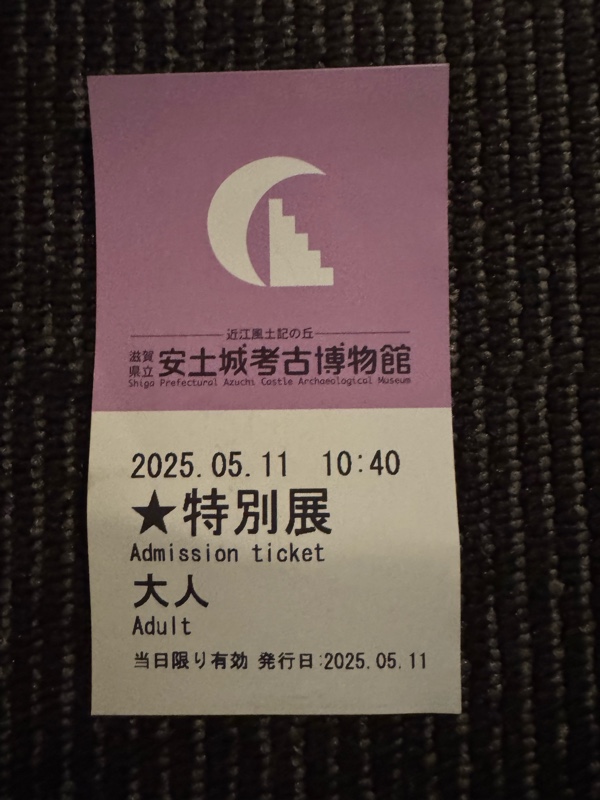 近江風土記の丘
滋賀県立 安土城考古博物館
Shiga Prefectural Azuchi Castle Archaeological Museum
2025.05.11 10:40
★特別展
Admission ticket
大人
Adult
当日限り有効 発行日:2025.05.11